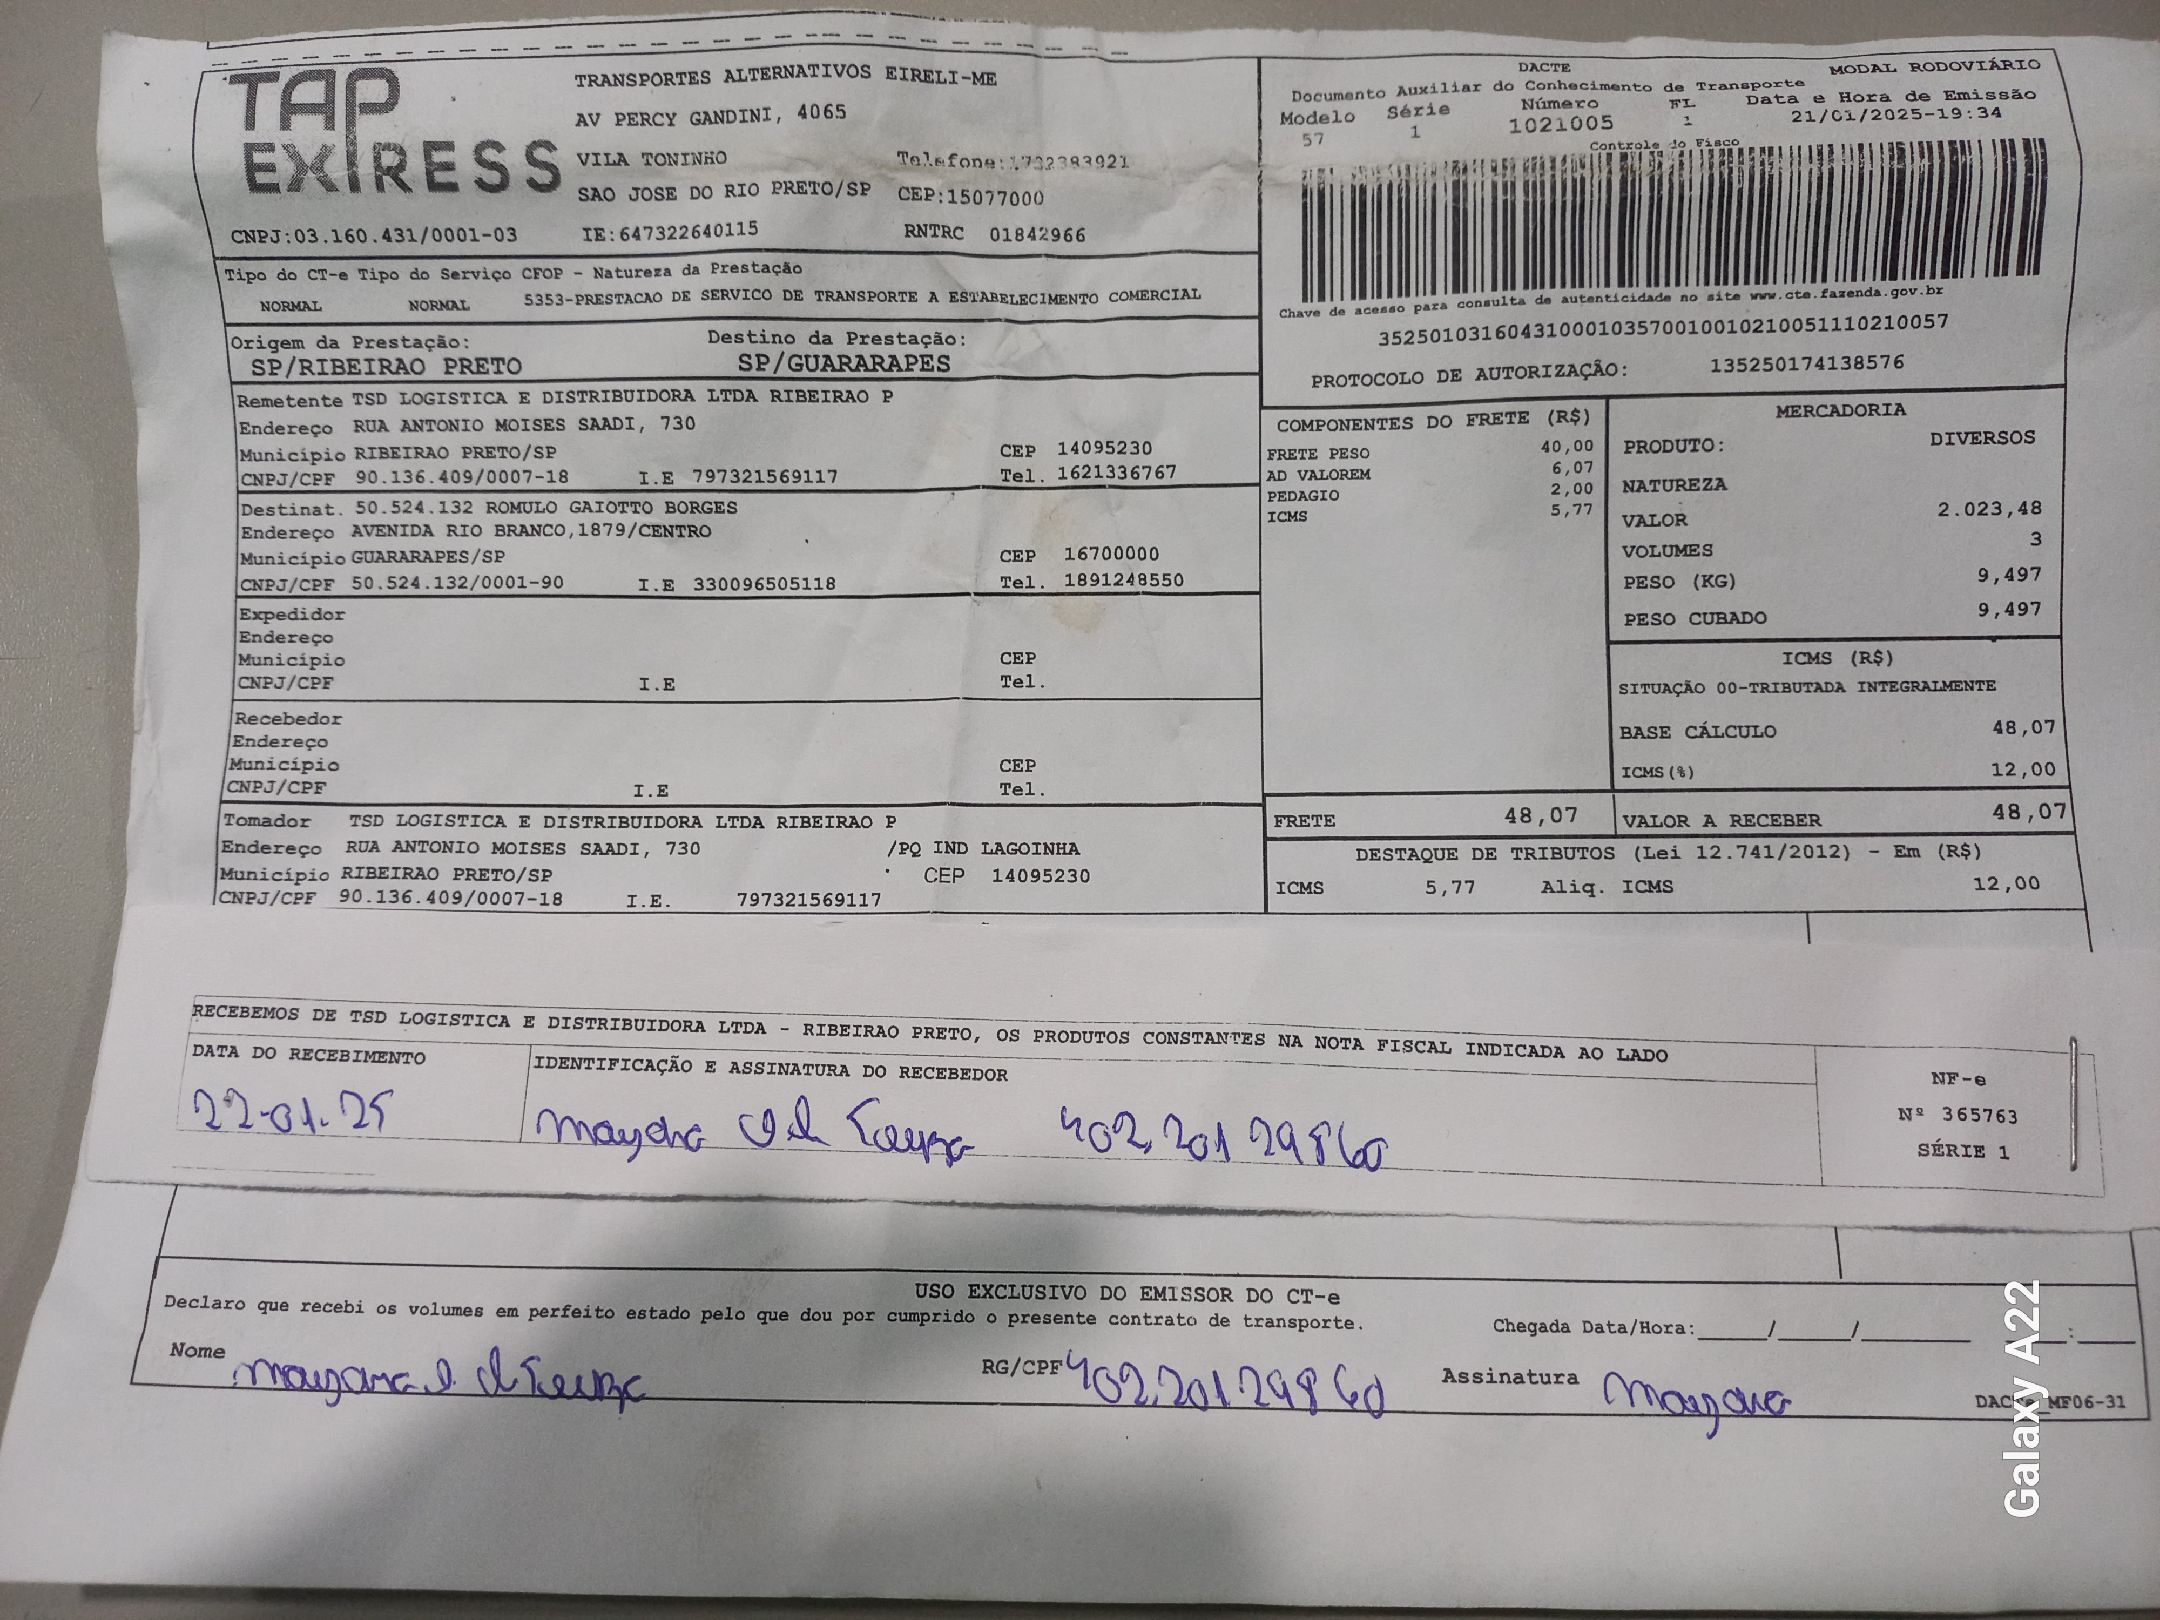 TAP EXPRESS
TRANSPORTES ALTERNATIVOS EIRELI-ME
AV PERCY GANDINI, 4065
VILA TONINHO Telefone:1732383921
SAO JOSE DO RIO PRETO/SP CEP:15077000
CNPJ:03.160.431/0001-03 IE:647322640115 RNTRC 01842966
DACTE MODAL RODOVIÁRIO
Documento Auxiliar do Conhecimento de Transporte
Modelo Série Número FL Data e Hora de Emissão
57 1 1021005 1 21/01/2025-19:34
Controle do Fisco
Chave de acesso para consulta de autenticidade no site www.cte.fazenda.gov.br
35250103160431000103570010010210051110210057
PROTOCOLO DE AUTORIZAÇÃO: 135250174138576
Tipo do CT-e Tipo do Serviço CFOP - Natureza da Prestação
NORMAL NORMAL 5353-PRESTACAO DE SERVICO DE TRANSPORTE A ESTABELECIMENTO COMERCIAL
Origem da Prestação: Destino da Prestação:
SP/RIBEIRAO PRETO SP/GUARARAPES
Remetente TSD LOGISTICA E DISTRIBUIDORA LTDA RIBEIRAO P
Endereço RUA ANTONIO MOISES SAADI, 730
Município RIBEIRAO PRETO/SP CEP 14095230
CNPJ/CPF 90.136.409/0007-18 I.E 797321569117 Tel. 1621336767
Destinat. 50.524.132 ROMULO GAIOTTO BORGES
Endereço AVENIDA RIO BRANCO,1879/CENTRO
Município GUARARAPES/SP CEP 16700000
CNPJ/CPF 50.524.132/0001-90 I.E 330096505118 Tel. 1891248550
Expedidor
Endereço
Município CEP
CNPJ/CPF I.E Tel.
Recebedor
Endereço
Município CEP
CNPJ/CPF I.E Tel.
Tomador TSD LOGISTICA E DISTRIBUIDORA LTDA RIBEIRAO P
Endereço RUA ANTONIO MOISES SAADI, 730 /PQ IND LAGOINHA
Município RIBEIRAO PRETO/SP CEP 14095230
CNPJ/CPF 90.136.409/0007-18 I.E. 797321569117
COMPONENTES DO FRETE (R$)
FRETE PESO 40,00
AD VALOREM 6,07
PEDAGIO 2,00
ICMS 5,77
MERCADORIA
PRODUTO: DIVERSOS
NATUREZA
VALOR 2.023,48
VOLUMES 3
PESO (KG) 9,497
PESO CUBADO 9,497
ICMS (R$)
SITUAÇÃO 00-TRIBUTADA INTEGRALMENTE
BASE CÁLCULO 48,07
ICMS(%) 12,00
FRETE 48,07 VALOR A RECEBER 48,07
DESTAQUE DE TRIBUTOS (Lei 12.741/2012) - Em (R$)
ICMS 5,77 Aliq. ICMS 12,00
RECEBEMOS DE TSD LOGISTICA E DISTRIBUIDORA LTDA - RIBEIRAO PRETO, OS PRODUTOS CONSTANTES NA NOTA FISCAL INDICADA AO LADO
DATA DO RECEBIMENTO IDENTIFICAÇÃO E ASSINATURA DO RECEBEDOR
22-01.25 Mayara 402.201 298 60
NF-e
Nº 365763
SÉRIE 1
USO EXCLUSIVO DO EMISSOR DO CT-e
Declaro que recebi os volumes em perfeito estado pelo que dou por cumprido o presente contrato de transporte.
Chegada Data/Hora:_____/_____/_______ :____
Nome Mayara RG/CPF 402.201 298 60 Assinatura Mayara
MF06-31
Galaxy A22